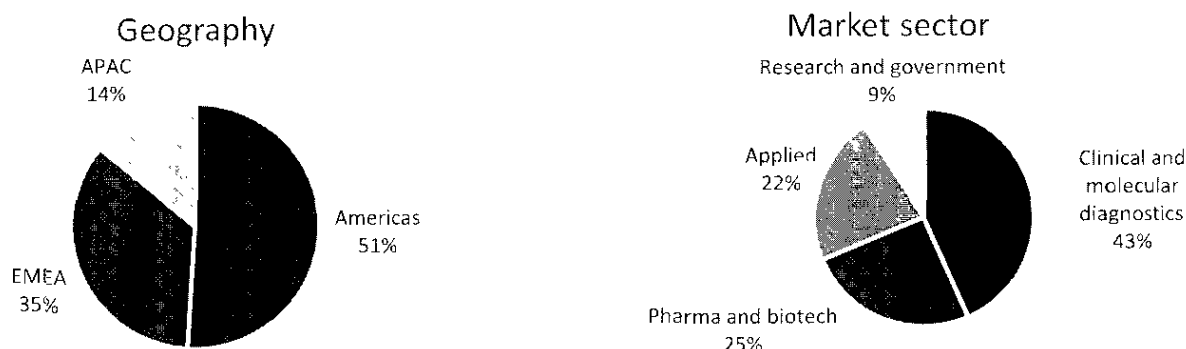 Geography
APAC
14%
Americas
51%
EMEA
35%
Market sector
Research and government
9%
Applied
22%
Clinical and
molecular
diagnostics
43%
Pharma and biotech
25%